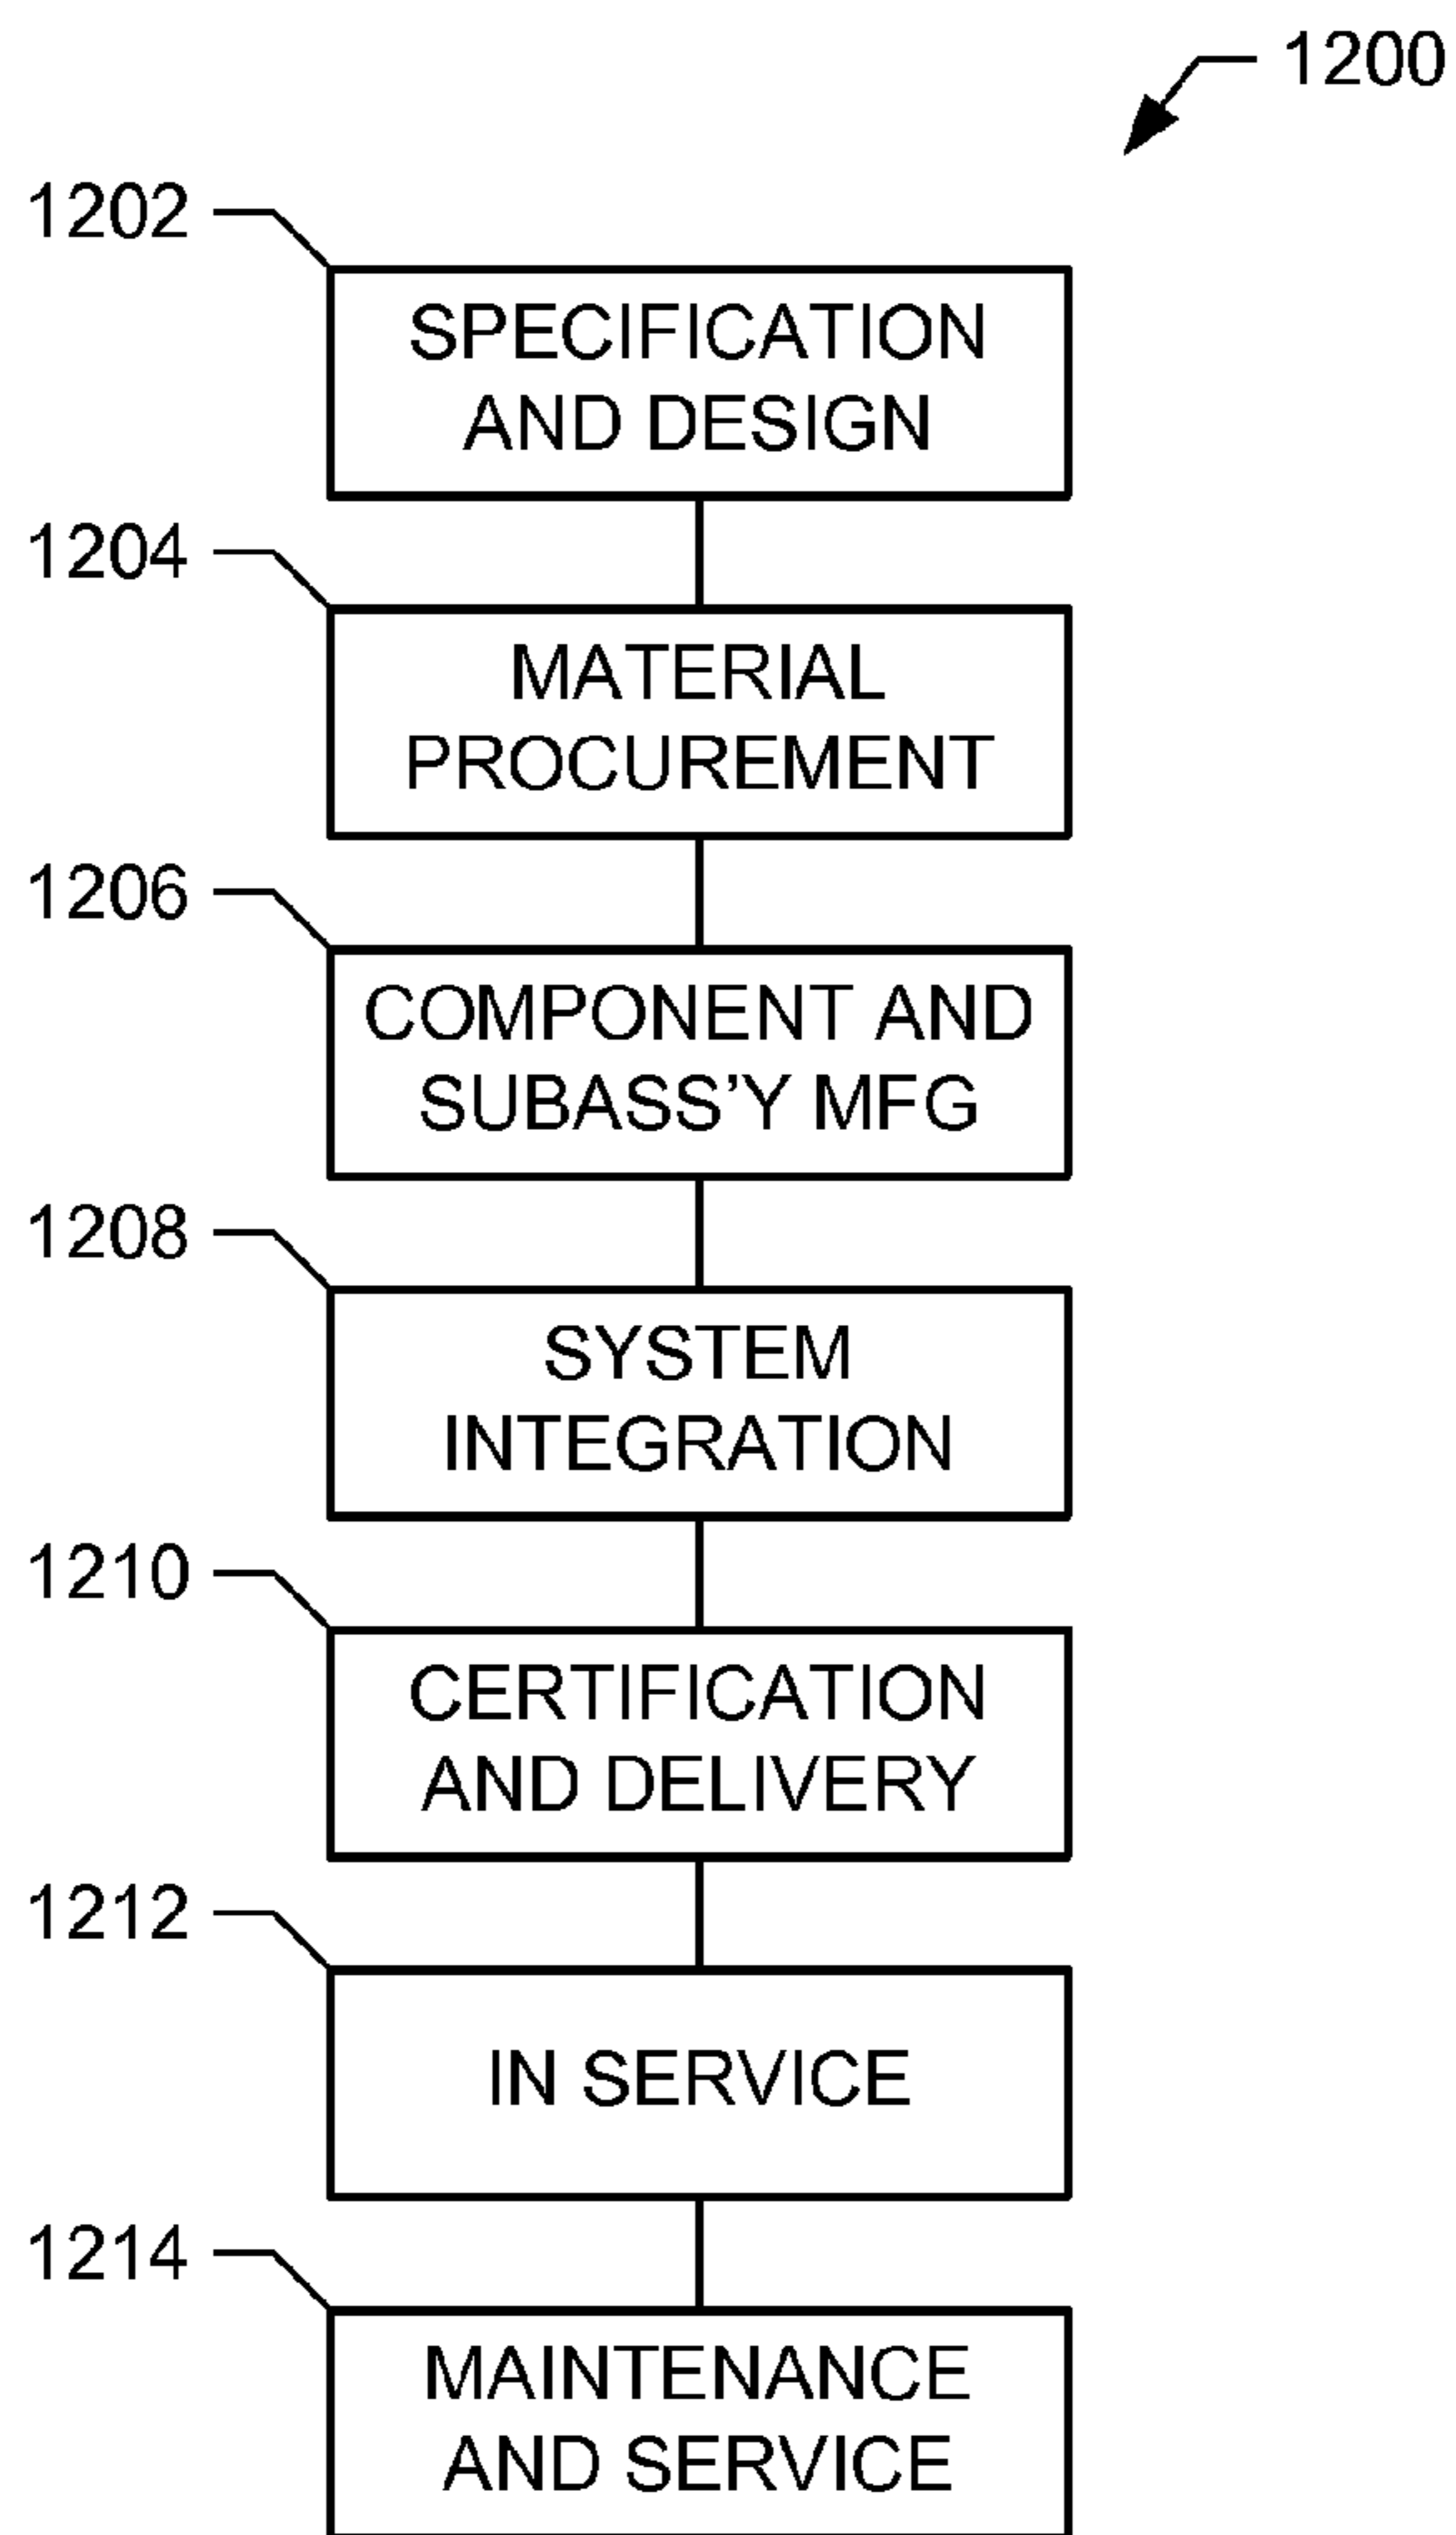 1200
1202
SPECIFICATION
AND DESIGN
1204
MATERIAL
PROCUREMENT
1206
COMPONENT AND
SUBASS’Y MFG
1208
SYSTEM
INTEGRATION
1210
CERTIFICATION
AND DELIVERY
1212
IN SERVICE
1214
MAINTENANCE
AND SERVICE